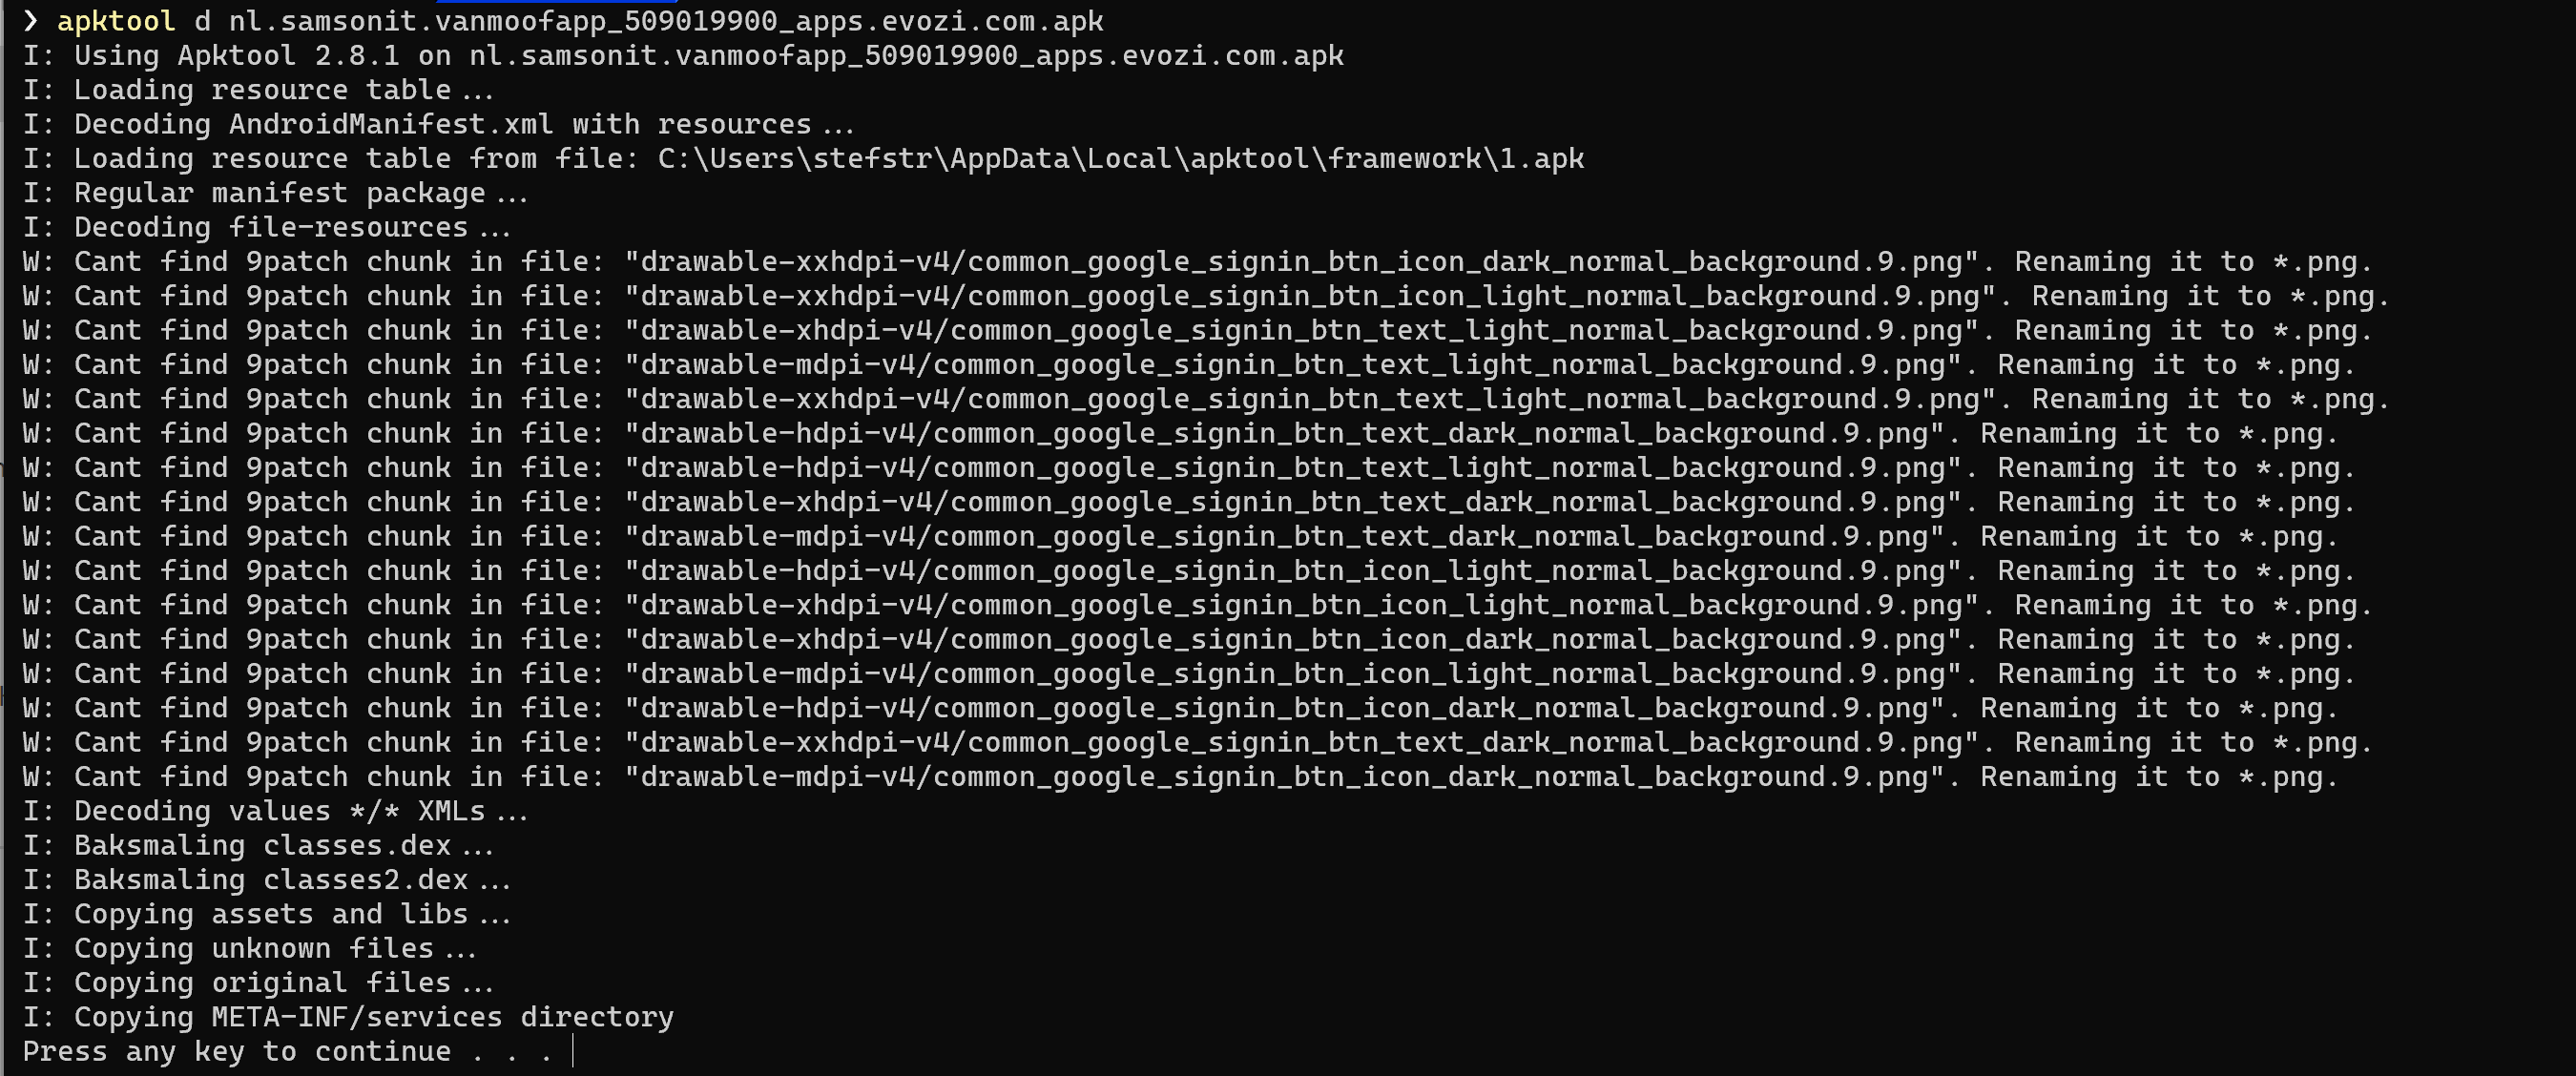 ❯ apktool d nl.samsonit.vanmoofapp_509019900_apps.evozi.com.apk
I: Using Apktool 2.8.1 on nl.samsonit.vanmoofapp_509019900_apps.evozi.com.apk
I: Loading resource table...
I: Decoding AndroidManifest.xml with resources...
I: Loading resource table from file: C:\Users\stefstr\AppData\Local\apktool\framework\1.apk
I: Regular manifest package...
I: Decoding file-resources...
W: Cant find 9patch chunk in file: "drawable-xxhdpi-v4/common_google_signin_btn_icon_dark_normal_background.9.png". Renaming it to *.png.
W: Cant find 9patch chunk in file: "drawable-xxhdpi-v4/common_google_signin_btn_icon_light_normal_background.9.png". Renaming it to *.png.
W: Cant find 9patch chunk in file: "drawable-xhdpi-v4/common_google_signin_btn_text_light_normal_background.9.png". Renaming it to *.png.
W: Cant find 9patch chunk in file: "drawable-mdpi-v4/common_google_signin_btn_text_light_normal_background.9.png". Renaming it to *.png.
W: Cant find 9patch chunk in file: "drawable-xxhdpi-v4/common_google_signin_btn_text_light_normal_background.9.png". Renaming it to *.png.
W: Cant find 9patch chunk in file: "drawable-hdpi-v4/common_google_signin_btn_text_dark_normal_background.9.png". Renaming it to *.png.
W: Cant find 9patch chunk in file: "drawable-hdpi-v4/common_google_signin_btn_text_light_normal_background.9.png". Renaming it to *.png.
W: Cant find 9patch chunk in file: "drawable-xhdpi-v4/common_google_signin_btn_text_dark_normal_background.9.png". Renaming it to *.png.
W: Cant find 9patch chunk in file: "drawable-mdpi-v4/common_google_signin_btn_text_dark_normal_background.9.png". Renaming it to *.png.
W: Cant find 9patch chunk in file: "drawable-hdpi-v4/common_google_signin_btn_icon_light_normal_background.9.png". Renaming it to *.png.
W: Cant find 9patch chunk in file: "drawable-xhdpi-v4/common_google_signin_btn_icon_light_normal_background.9.png". Renaming it to *.png.
W: Cant find 9patch chunk in file: "drawable-xhdpi-v4/common_google_signin_btn_icon_dark_normal_background.9.png". Renaming it to *.png.
W: Cant find 9patch chunk in file: "drawable-mdpi-v4/common_google_signin_btn_icon_light_normal_background.9.png". Renaming it to *.png.
W: Cant find 9patch chunk in file: "drawable-hdpi-v4/common_google_signin_btn_icon_dark_normal_background.9.png". Renaming it to *.png.
W: Cant find 9patch chunk in file: "drawable-xxhdpi-v4/common_google_signin_btn_text_dark_normal_background.9.png". Renaming it to *.png.
W: Cant find 9patch chunk in file: "drawable-mdpi-v4/common_google_signin_btn_icon_dark_normal_background.9.png". Renaming it to *.png.
I: Decoding values */* XMLs...
I: Baksmaling classes.dex...
I: Baksmaling classes2.dex...
I: Copying assets and libs...
I: Copying unknown files...
I: Copying original files...
I: Copying META-INF/services directory
Press any key to continue . . .